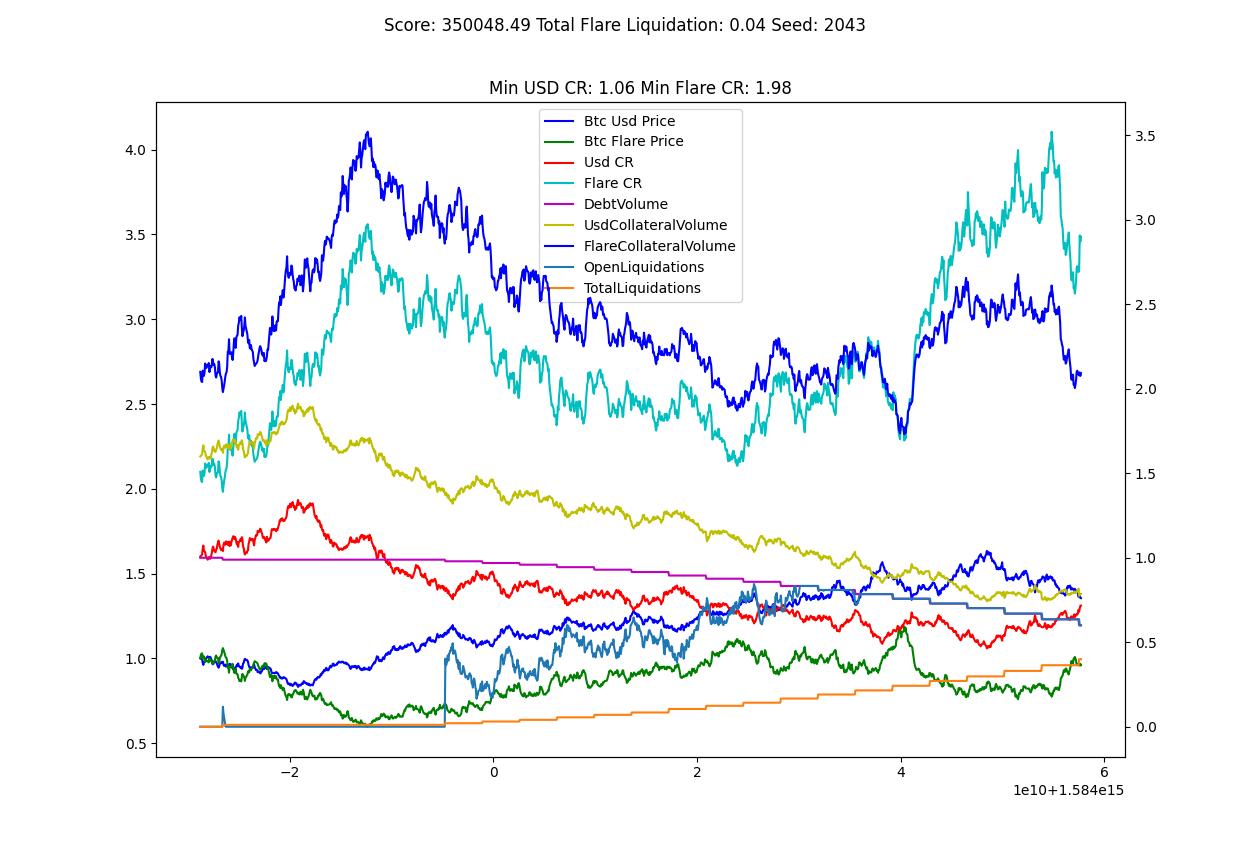 Score: 350048.49 Total Flare Liquidation: 0.04 Seed: 2043
Min USD CR: 1.06 Min Flare CR: 1.98
Btc Usd Price
Btc Flare Price
Usd CR
Flare CR
DebtVolume
UsdCollateralVolume
FlareCollateralVolume
OpenLiquidations
TotalLiquidations
4.0
3.5
3.0
2.5
2.0
1.5
1.0
0.5
3.5
3.0
2.5
2.0
1.5
1.0
0.5
0.0
−2 0 2 4 6
1e10+1.584e15